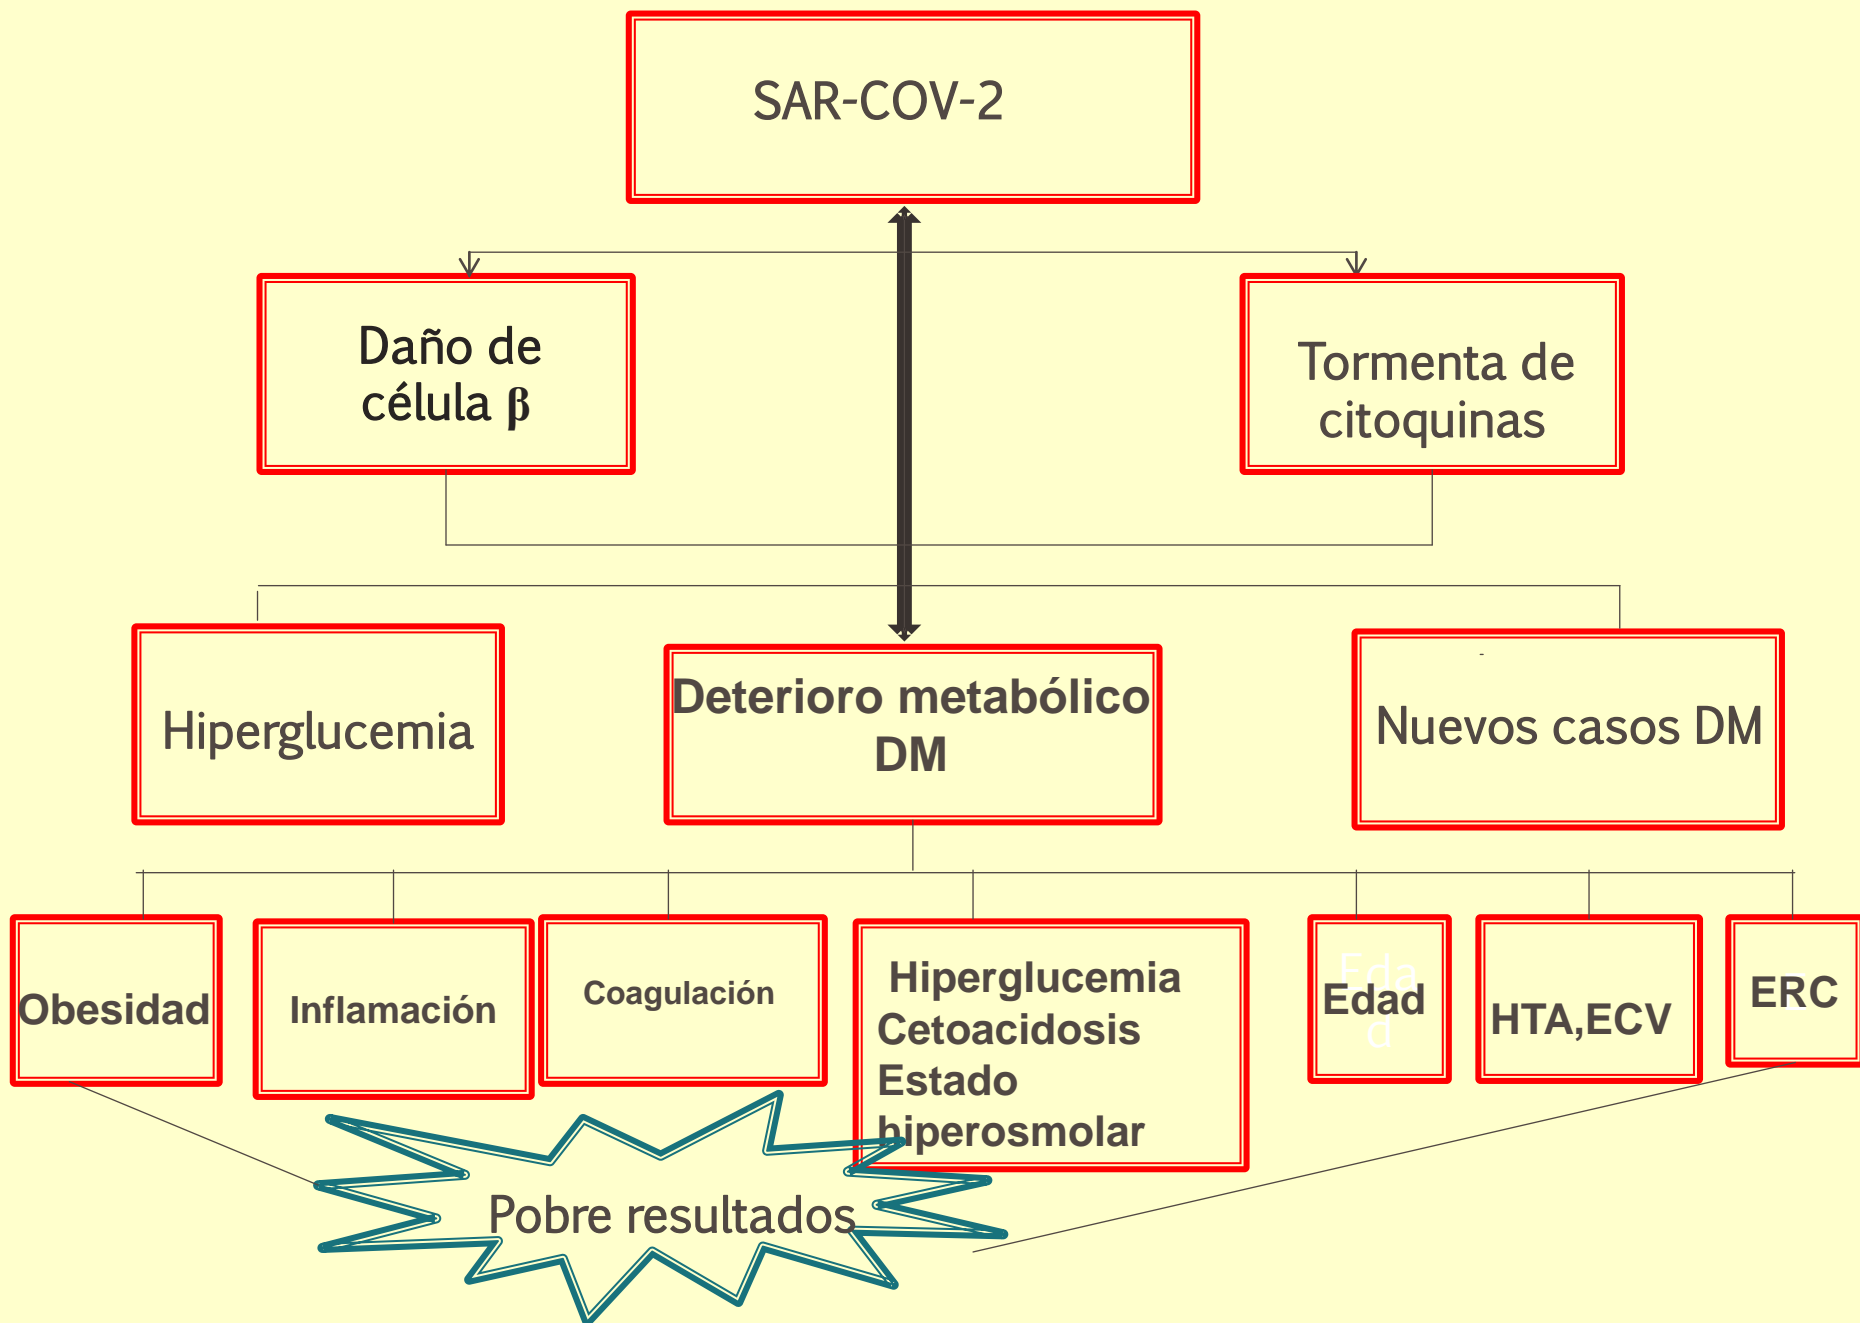 SAR-COV-2
Daño de
célula β
Tormenta de
citoquinas
Hiperglucemia
Deterioro metabólico
DM
-
Nuevos casos DM
Obesidad
Inflamación
Coagulación
Hiperglucemia
Cetoacidosis
Estado
hiperosmolar
Eda
d
Edad
HTA,ECV
ERC
Pobre resultados